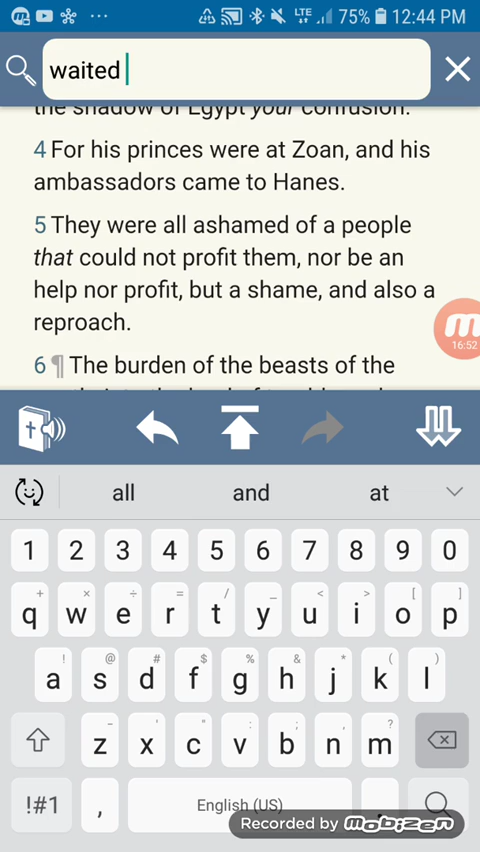 LTE 75% 12:44 PM
waited
the shadow of Egypt your confusion.
4 For his princes were at Zoan, and his
ambassadors came to Hanes.
5 They were all ashamed of a people
that could not profit them, nor be an
help nor profit, but a shame, and also a
reproach.
16:52
6 ¶ The burden of the beasts of the
all and at
1 2 3 4 5 6 7 8 9 0
+ × ÷ = / _ < > [ ]
q w e r t y u i o p
! @ # $ % ^ & * ( )
a s d f g h j k l
- ' " : ; , ?
z x c v b n m
!#1 , English (US) .
Recorded by mobizen